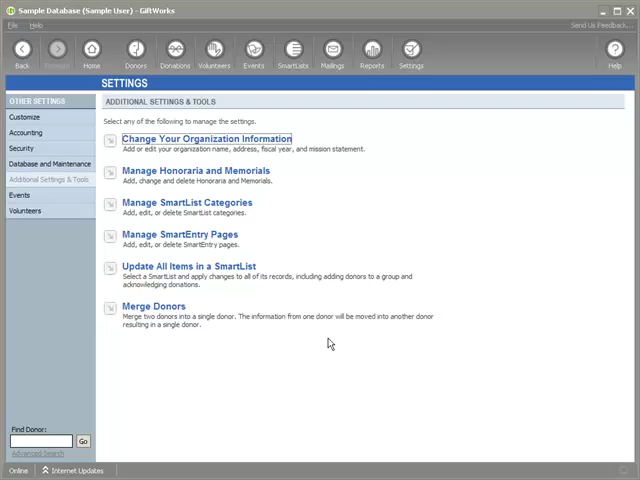 Sample Database (Sample User) - GiftWorks
File Help Send Us Feedback...
Back Forward Home Donors Donations Volunteers Events SmartLists Mailings Reports Settings Help
SETTINGS
OTHER SETTINGS
Customize
Accounting
Security
Database and Maintenance
Additional Settings & Tools
Events
Volunteers
ADDITIONAL SETTINGS & TOOLS
Select any of the following to manage the settings.
Change Your Organization Information
Add or edit your organization name, address, fiscal year, and mission statement.
Manage Honoraria and Memorials
Add, change and delete Honoraria and Memorials.
Manage SmartList Categories
Add, edit, or delete SmartList categories.
Manage SmartEntry Pages
Add, edit, or delete SmartEntry pages.
Update All Items in a SmartList
Select a SmartList and apply changes to all of its records, including adding donors to a group and
acknowledging donations.
Merge Donors
Merge two donors into a single donor. The information from one donor will be moved into another donor
resulting in a single donor.
Find Donor:
Go
Advanced Search
Online Internet Updates